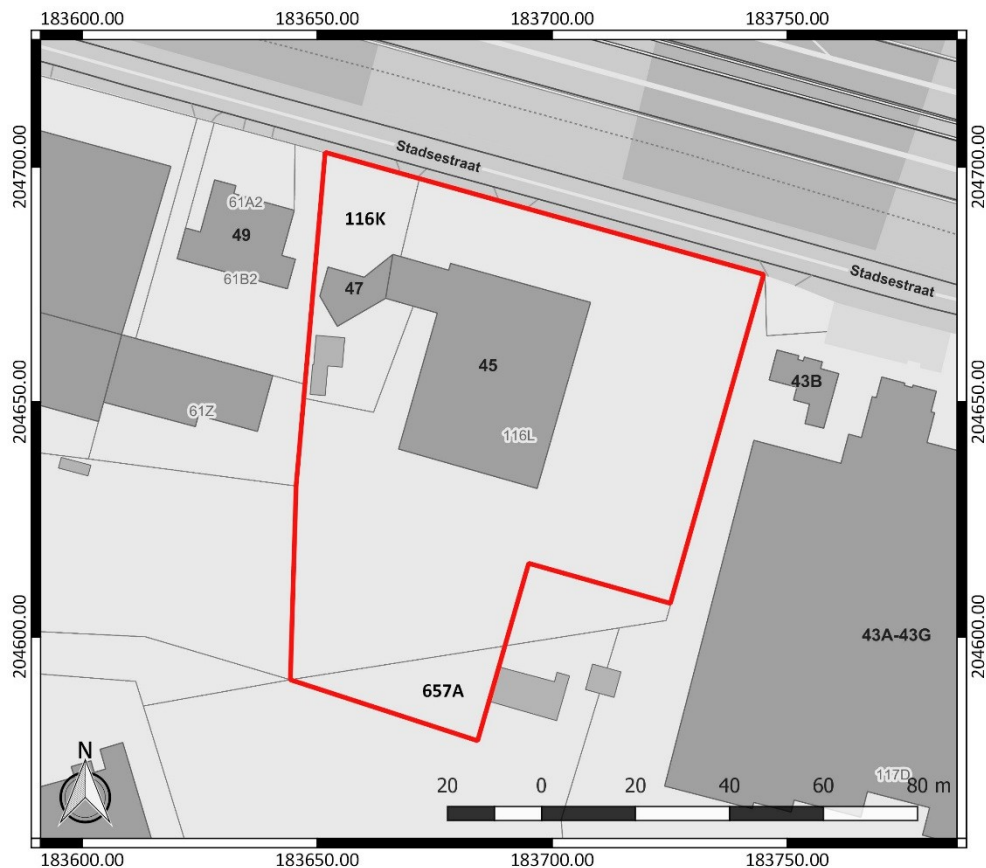 183600.00 183650.00 183700.00 183750.00
204700.00 204700.00
204650.00 204650.00
204600.00 204600.00
Stadsestraat
Stadsestraat
61A2
116K
49
61B2
47
45
43B
61Z
116L
43A-43G
657A
117D
N
20 0 20 40 60 80 m
183600.00 183650.00 183700.00 183750.00